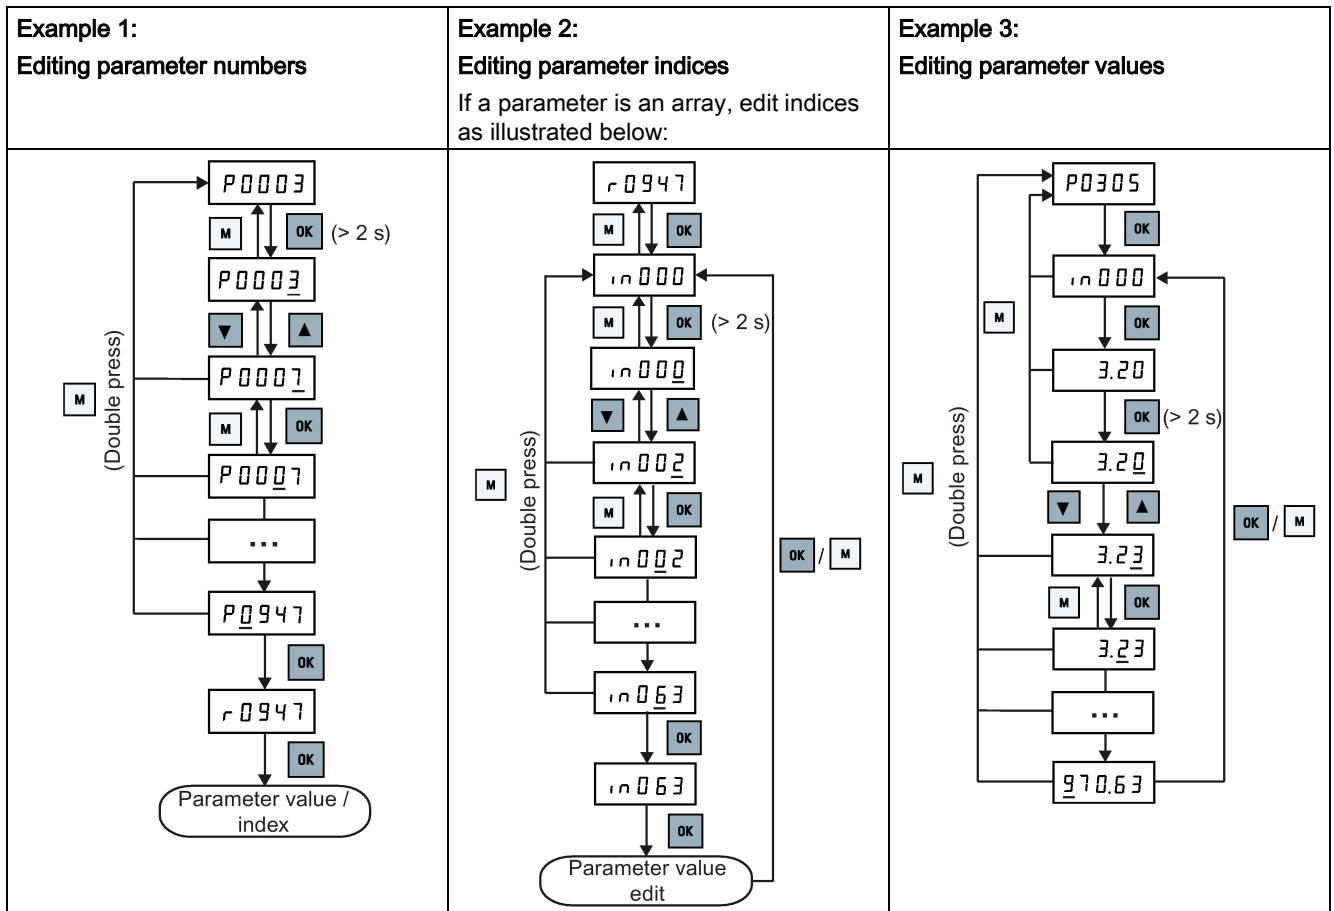 Example 1:
Editing parameter numbers
P0003
M
OK (> 2 s)
P0003
▼
▲
P0007
M
OK
P0007
...
P0947
OK
r0947
OK
Parameter value /
index
M
(Double press)
Example 2:
Editing parameter indices
If a parameter is an array, edit indices
as illustrated below:
r0947
M
OK
in000
M
OK (> 2 s)
in000
▼
▲
in002
M
OK
in002
...
in063
OK
in063
OK
Parameter value
edit
M
(Double press)
OK / M
Example 3:
Editing parameter values
P0305
OK
in000
OK
3.20
OK (> 2 s)
3.20
▼
▲
3.23
M
OK
3.23
...
970.63
M
M
(Double press)
OK / M